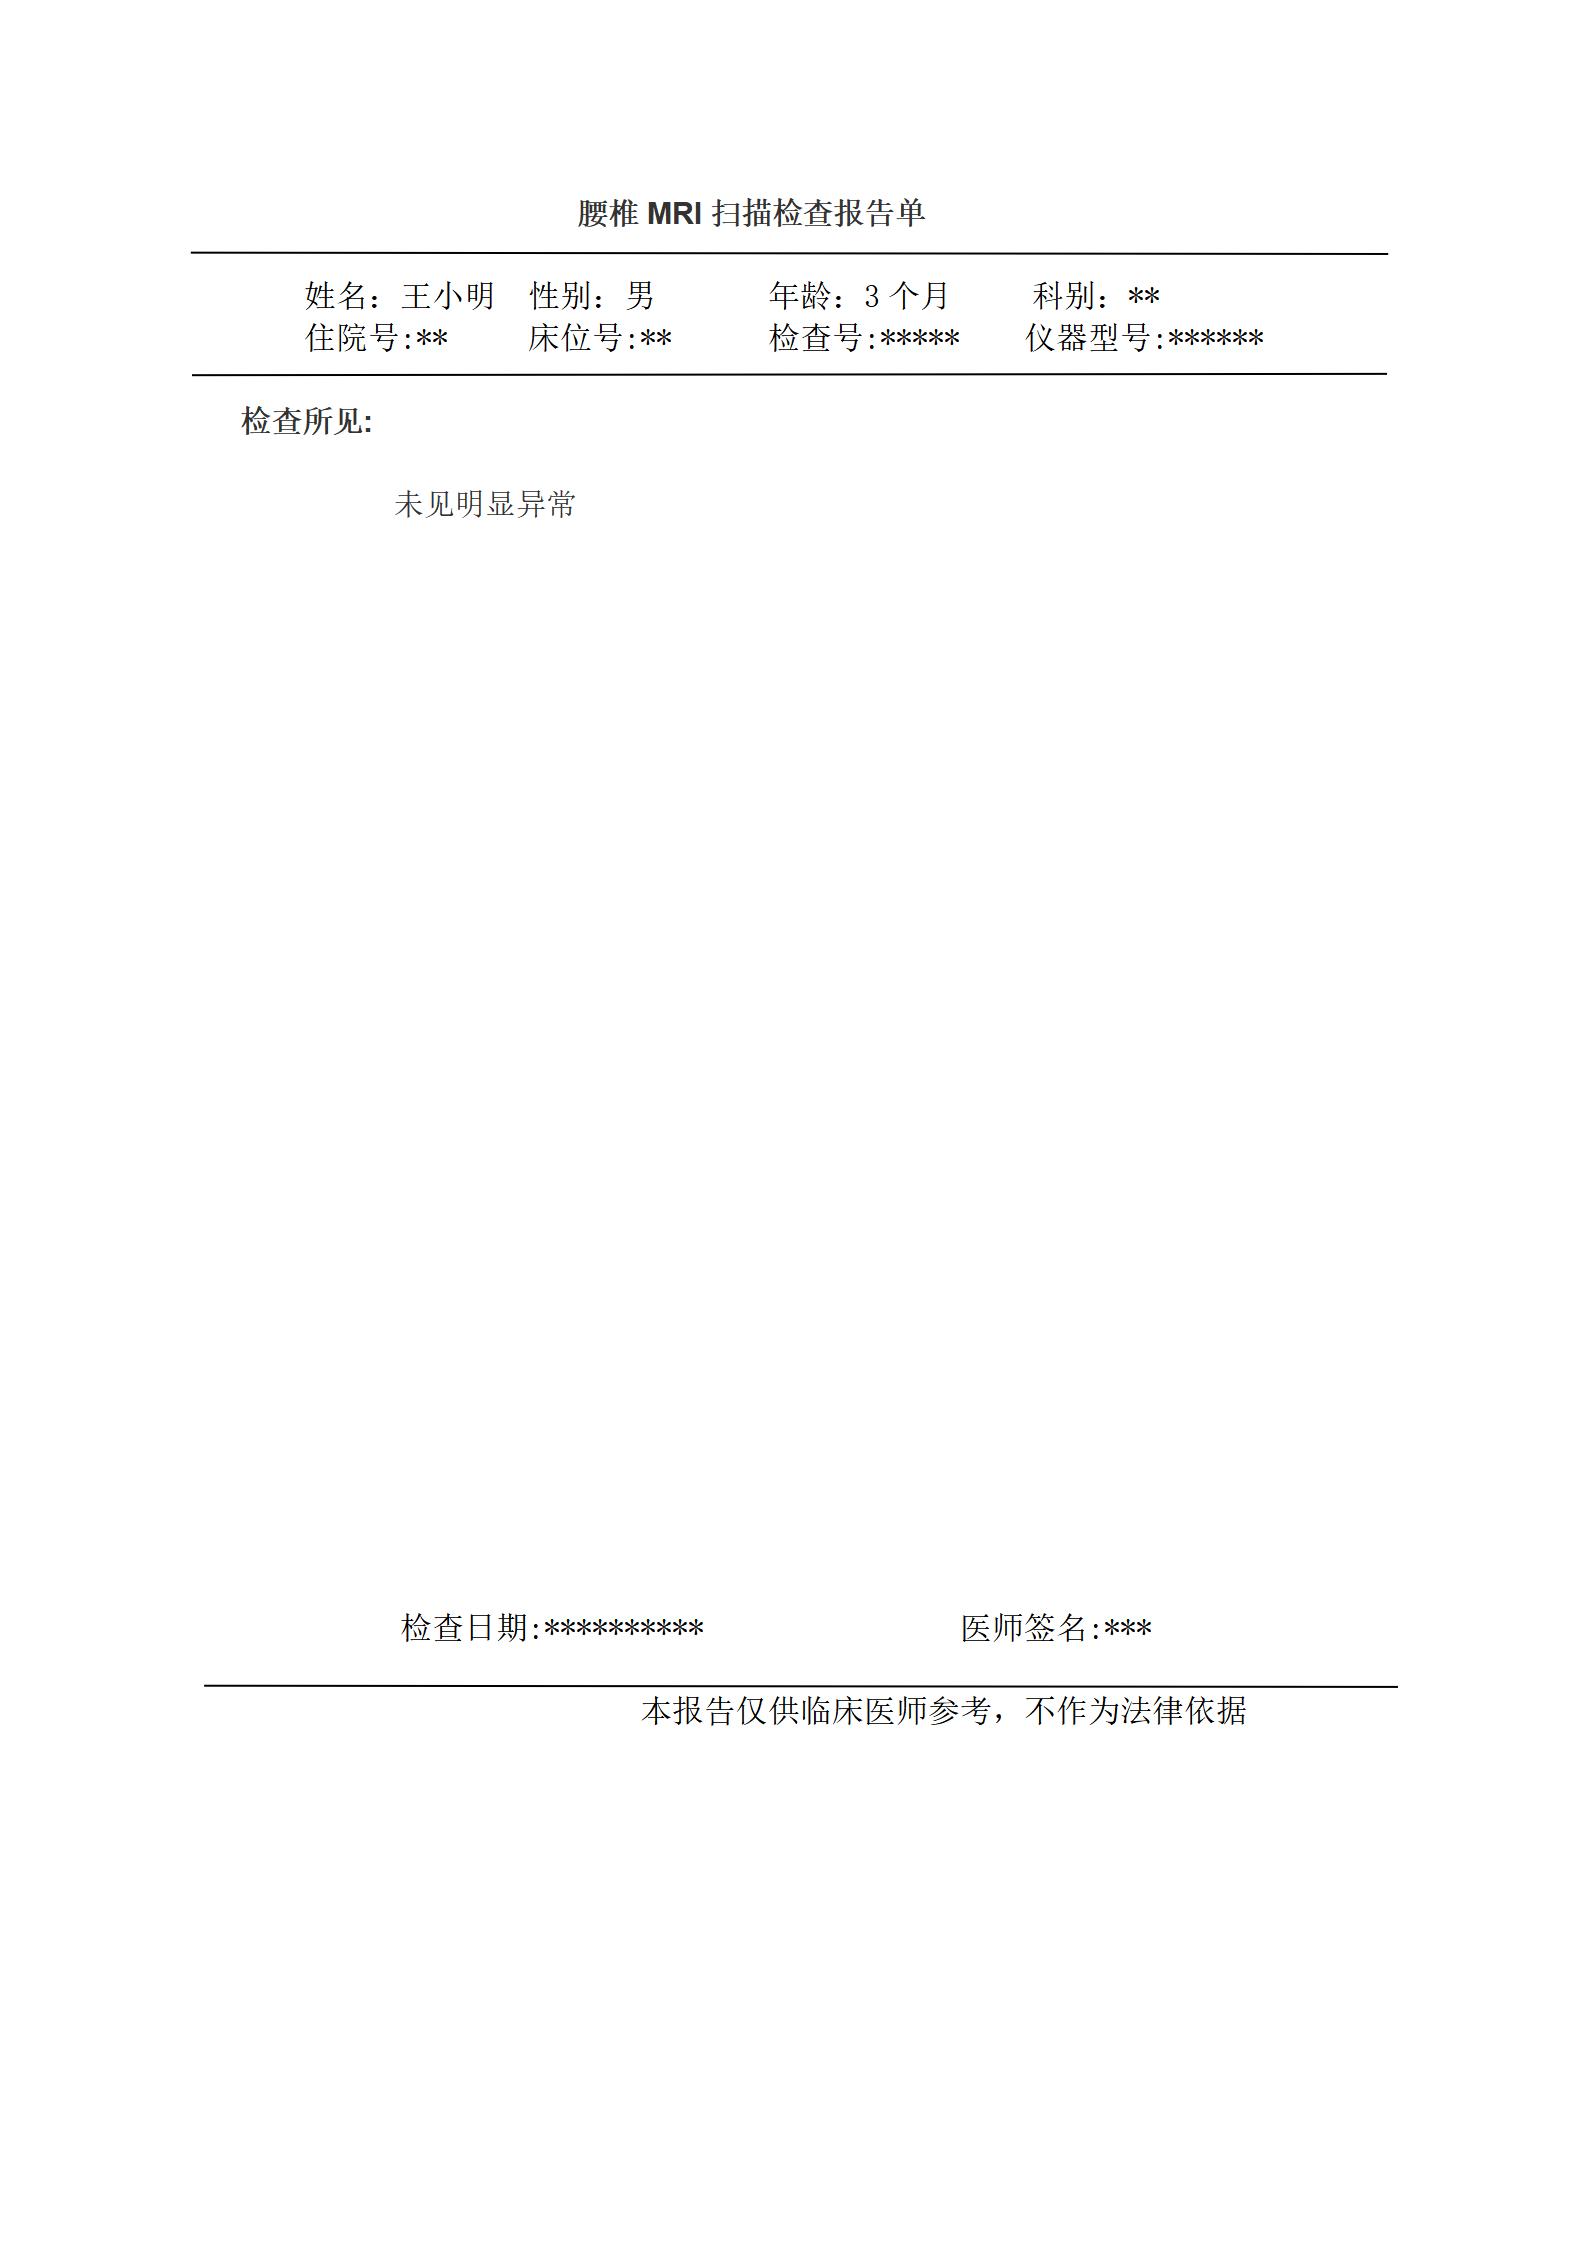 腰椎 MRI 扫描检查报告单
姓名：王小明 性别：男 年龄：3 个月 科别：**
住院号:** 床位号:** 检查号:***** 仪器型号:******
检查所见:
未见明显异常
检查日期:********** 医师签名:***
本报告仅供临床医师参考，不作为法律依据